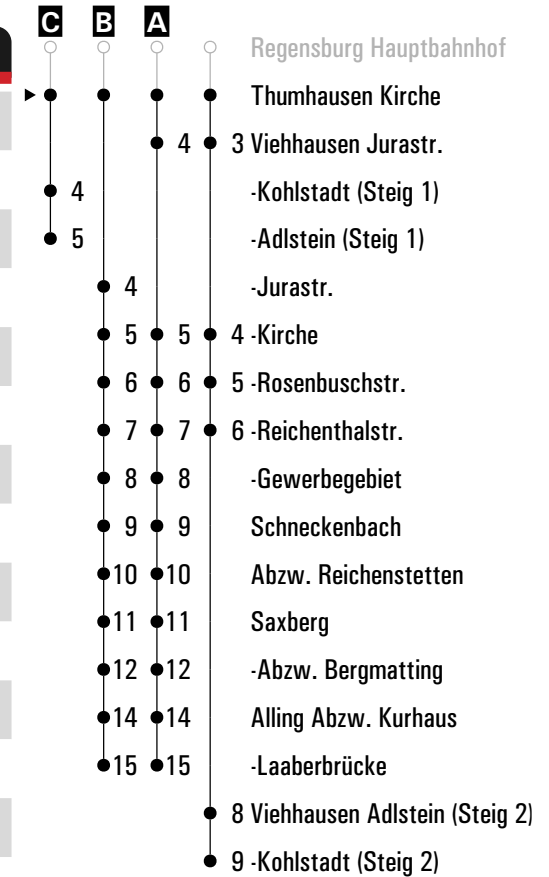 C B A
Regensburg Hauptbahnhof
Thumhausen Kirche
4 3 Viehhausen Jurastr.
4 -Kohlstadt (Steig 1)
5 -Adlstein (Steig 1)
4 -Jurastr.
5 5 4 -Kirche
6 6 5 -Rosenbuschstr.
7 7 6 -Reichenthalstr.
8 8 -Gewerbegebiet
9 9 Schneckenbach
10 10 Abzw. Reichenstetten
11 11 Saxberg
12 12 -Abzw. Bergmatting
14 14 Alling Abzw. Kurhaus
15 15 -Laaberbrücke
8 Viehhausen Adlstein (Steig 2)
9 -Kohlstadt (Steig 2)